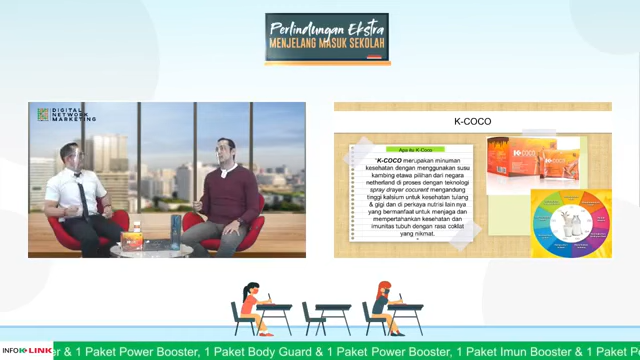 Perlindungan Ekstra
MENJELANG MASUK SEKOLAH
DIGITAL
NETWORK
MARKETING
K-COCO
Apa itu K-Coco
"K-COCO merupakan minuman
kesehatan dengan menggunakan susu
kambing etawa pilihan dari negara
netherland di proses dengan teknologi
spray drayer cocurent mengandung
tinggi kalsium untuk kesehatan tulang
& gigi dan di perkaya nutrisi lain nya
yang bermanfaat untuk menjaga dan
mempertahankan kesehatan dan
imunitas tubuh dengan rasa coklat
yang nikmat.
INFO K-LINK
er & 1 Paket Power Booster, 1 Paket Body Guard & 1 Paket Power Booster, 1 Paket Imun Booster & 1 Paket P